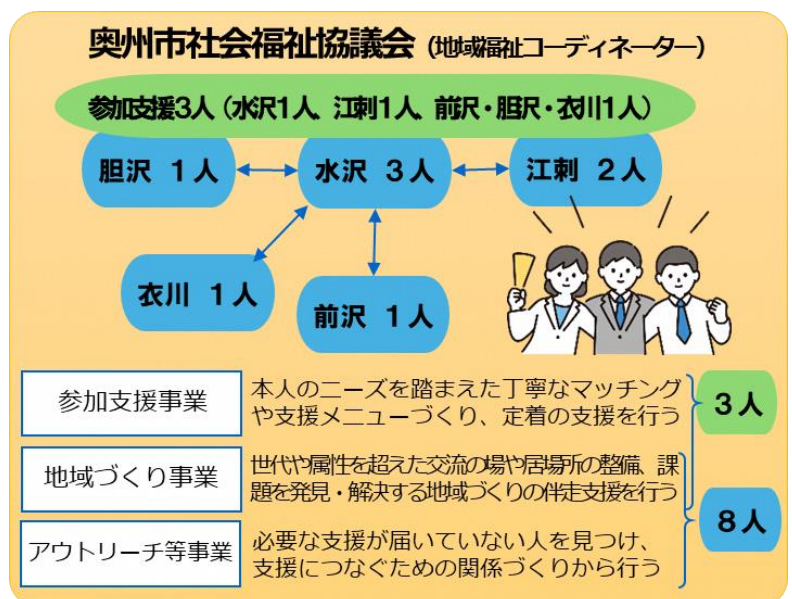 奥州市社会福祉協議会（地域福祉コーディネーター）
参加支援３人（水沢１人、江刺１人、前沢・胆沢・衣川１人）
胆沢 １人
水沢 ３人
江刺 ２人
衣川 １人
前沢 １人
参加支援事業
本人のニーズを踏まえた丁寧なマッチング
や支援メニューづくり、定着の支援を行う
３人
地域づくり事業
世代や属性を超えた交流の場や居場所の整備、課
題を発見・解決する地域づくりの伴走支援を行う
８人
アウトリーチ等事業
必要な支援が届いていない人を見つけ、
支援につなぐための関係づくりから行う